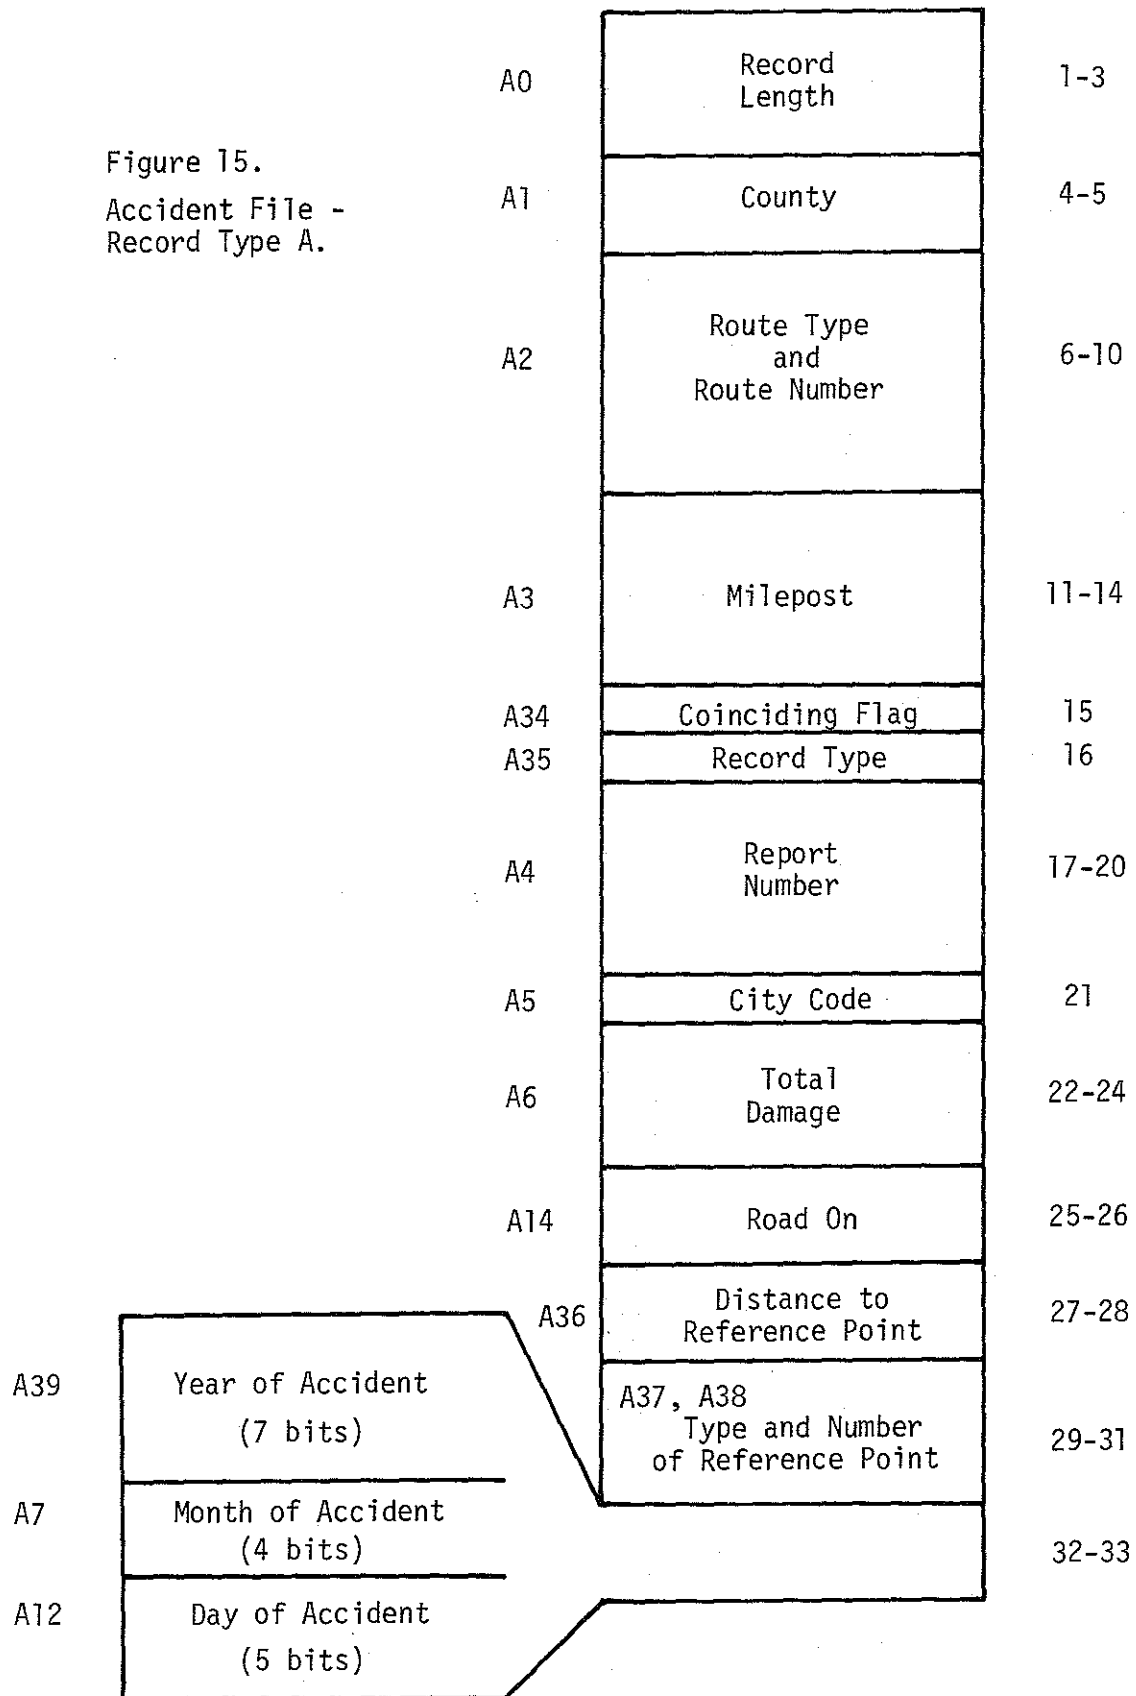 A0
Record
Length
1-3
Figure 15.
Accident File -
Record Type A.
A1
County
4-5
A2
Route Type
and
Route Number
6-10
A3
Milepost
11-14
A34
Coinciding Flag
15
A35
Record Type
16
A4
Report
Number
17-20
A5
City Code
21
A6
Total
Damage
22-24
A14
Road On
25-26
A36
Distance to
Reference Point
27-28
A37, A38
Type and Number
of Reference Point
29-31
A39
Year of Accident
(7 bits)
A7
Month of Accident
(4 bits)
32-33
A12
Day of Accident
(5 bits)